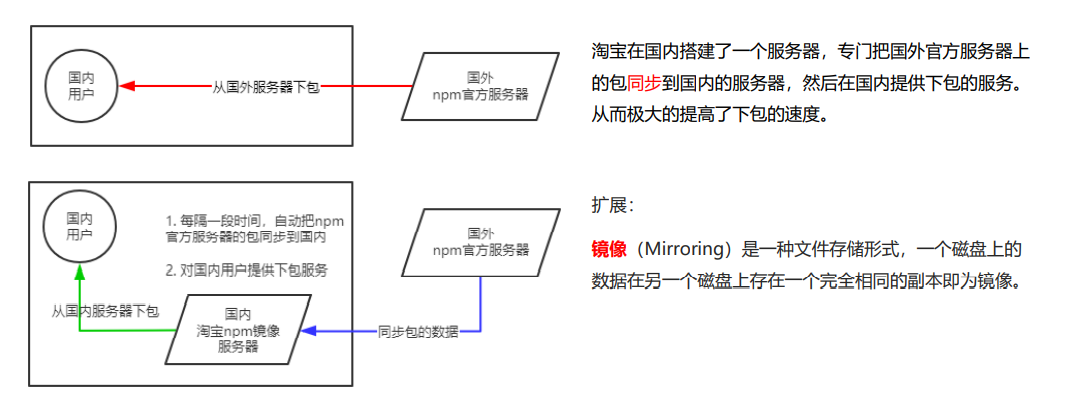 国内
用户
从国外服务器下包
国外
npm官方服务器
淘宝在国内搭建了一个服务器，专门把国外官方服务器上
的包同步到国内的服务器，然后在国内提供下包的服务。
从而极大的提高了下包的速度。
国内
用户
1. 每隔一段时间，自动把npm
官方服务器的包同步到国内
2. 对国内用户提供下包服务
从国内服务器下包
国内
淘宝npm镜像
服务器
同步包的数据
国外
npm官方服务器
扩展：
镜像（Mirroring）是一种文件存储形式，一个磁盘上的
数据在另一个磁盘上存在一个完全相同的副本即为镜像。